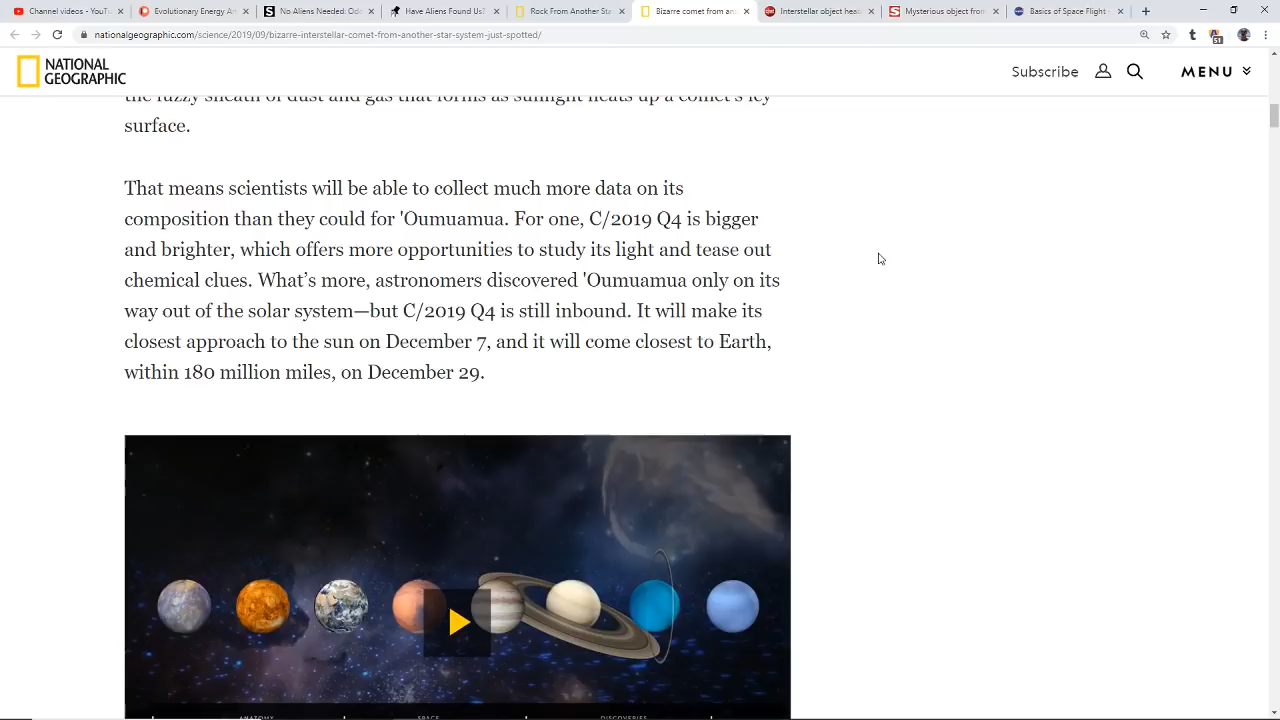 Channel videos - YouT
Evolutionary Energy Ar
No Aliens Needed: Od
Have Aliens Found Us?
Rock From Another Sta
Bizarre comet from an
Interstellar object hea
Mysterious object from
Basics of Space Flight
nationalgeographic.com/science/2019/09/bizarre-interstellar-comet-from-another-star-system-just-spotted/
51
NATIONAL
GEOGRAPHIC
Subscribe
MENU
the fuzzy sheath of dust and gas that forms as sunlight heats up a comet's icy
surface.
That means scientists will be able to collect much more data on its
composition than they could for 'Oumuamua. For one, C/2019 Q4 is bigger
and brighter, which offers more opportunities to study its light and tease out
chemical clues. What’s more, astronomers discovered 'Oumuamua only on its
way out of the solar system—but C/2019 Q4 is still inbound. It will make its
closest approach to the sun on December 7, and it will come closest to Earth,
within 180 million miles, on December 29.
ANATOMY
SPACE
DISCOVERIES